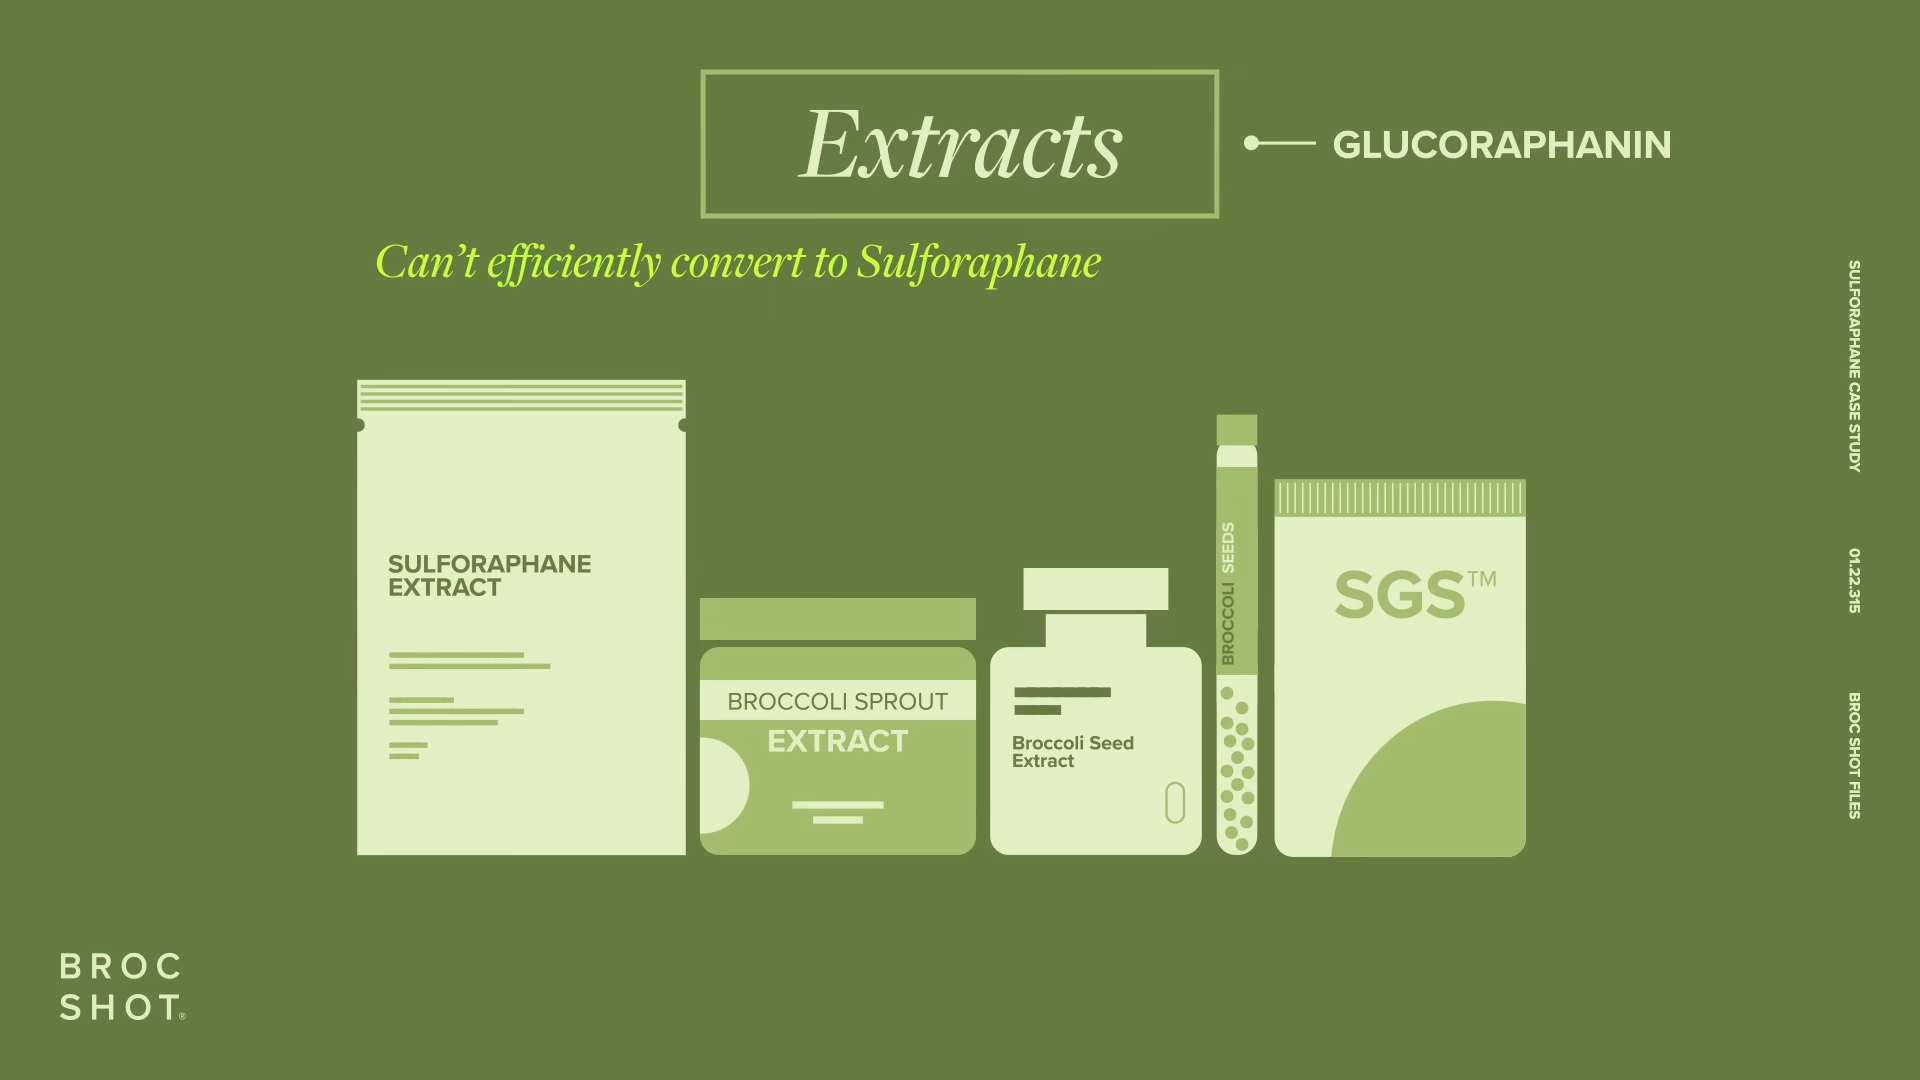 Extracts
GLUCORAPHANIN
Can’t efficiently convert to Sulforaphane
SULFORAPHANE
EXTRACT
BROCCOLI SPROUT
EXTRACT
Broccoli Seed
Extract
BROCCOLI SEEDS
SGS™
SULFORAPHANE CASE STUDY
01.22.315
BROC SHOT FILES
BROC
SHOT®